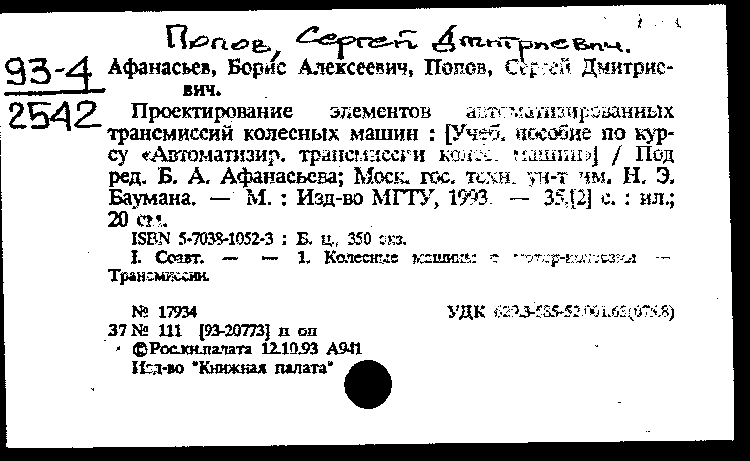 Попов, Сергей Дмитриевич.
93-4
2542
Афанасьев, Борис Алексеевич, Попов, Сергей Дмитрие-
вич.
Проектирование элементов автоматизированных
трансмиссий колесных машин : [Учеб. пособие по кур-
су «Автоматизир. трансмиссии колес. машин»] / Под
ред. Б. А. Афанасьева; Моск. гос. техн. ун-т им. Н. Э.
Баумана. — М. : Изд-во МГТУ, 1993. — 35,[2] с. : ил.;
20 см.
ISBN 5-7038-1052-3 : Б. ц., 350 экз.
I. Соавт. — — 1. Колесные машины с —
Трансмиссии.
№ 17934 УДК
37 № 111 [93-20773] п оп
© Рос.кн.палата 12.10.93 А941
Изд-во "Книжная палата"